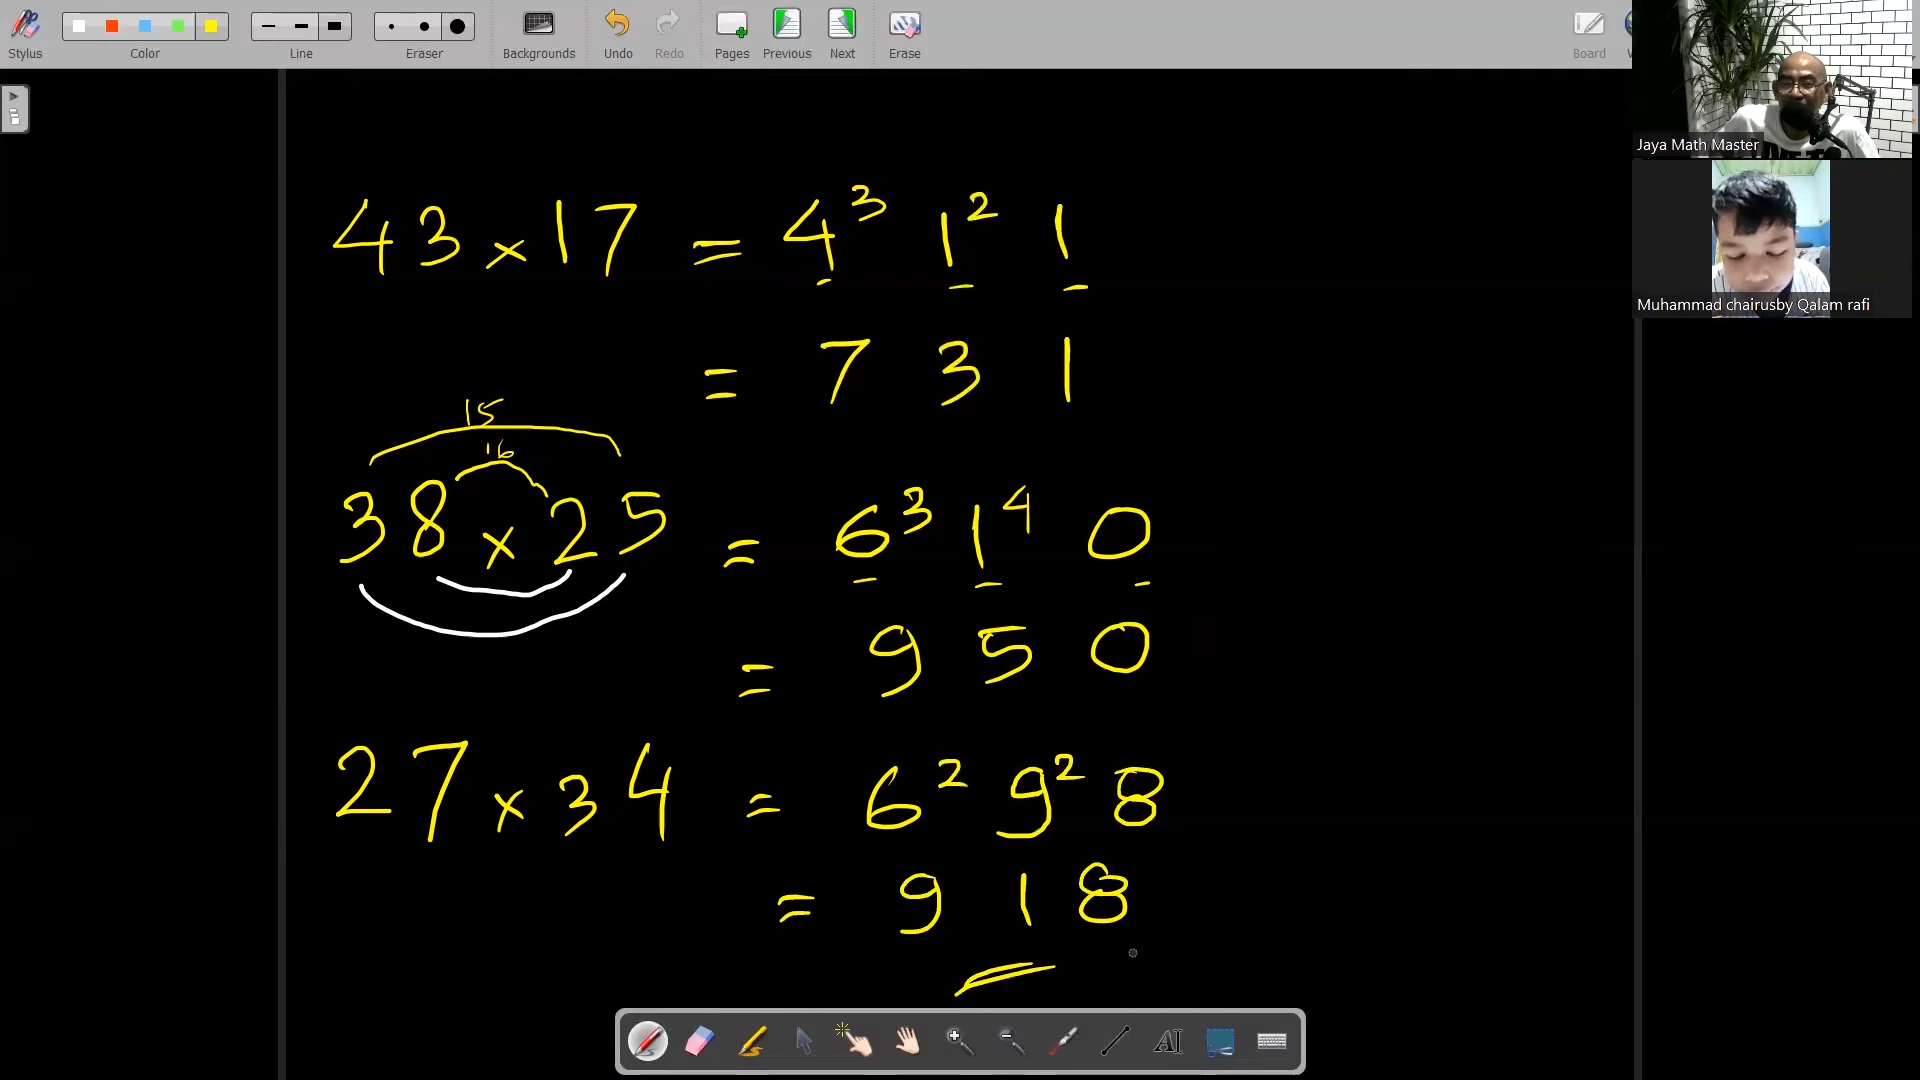 Stylus Color Line Eraser Backgrounds Undo Redo Pages Previous Next Erase Board
Jaya Math Master
Muhammad chairusby Qalam rafi
43 × 17 = 4³ 1² 1
= 7 3 1
15
16
38 × 25 = 6³ 1⁴ 0
= 9 5 0
27 × 34 = 6² 9² 8
= 9 1 8